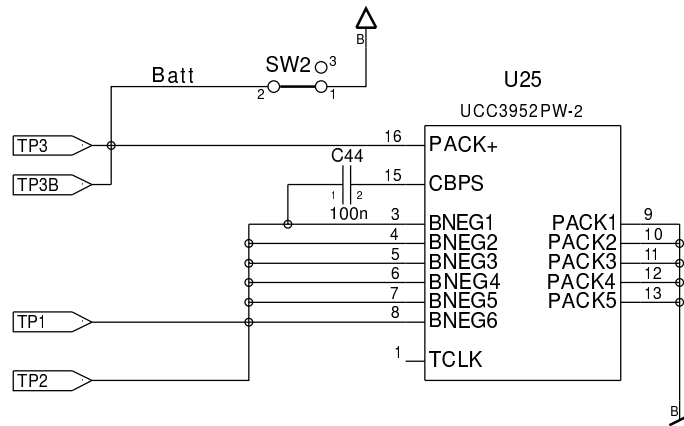 B
SW2
3
Batt
2
1
U25
UCC3952PW-2
TP3
16
PACK+
C44
TP3B
15
CBPS
1
2
100n
3
BNEG1
PACK1
9
4
BNEG2
PACK2
10
5
BNEG3
PACK3
11
6
BNEG4
PACK4
12
7
BNEG5
PACK5
13
TP1
8
BNEG6
1
TCLK
TP2
B